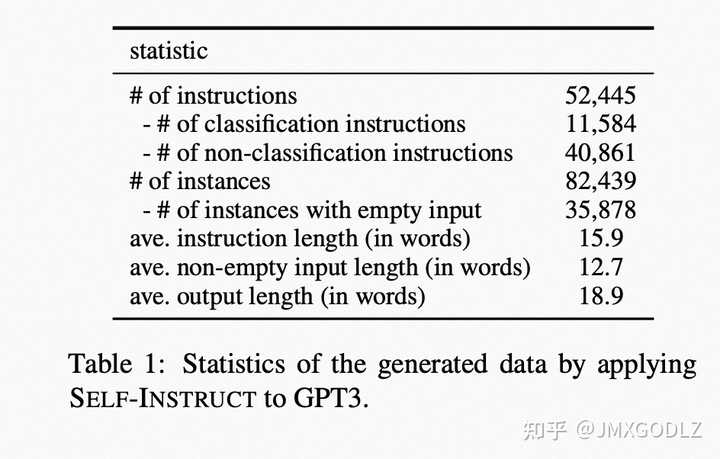 statistic
# of instructions 52,445
- # of classification instructions 11,584
- # of non-classification instructions 40,861
# of instances 82,439
- # of instances with empty input 35,878
ave. instruction length (in words) 15.9
ave. non-empty input length (in words) 12.7
ave. output length (in words) 18.9
Table 1: Statistics of the generated data by applying
SELF-INSTRUCT to GPT3.
知乎 @JMXGODLZ